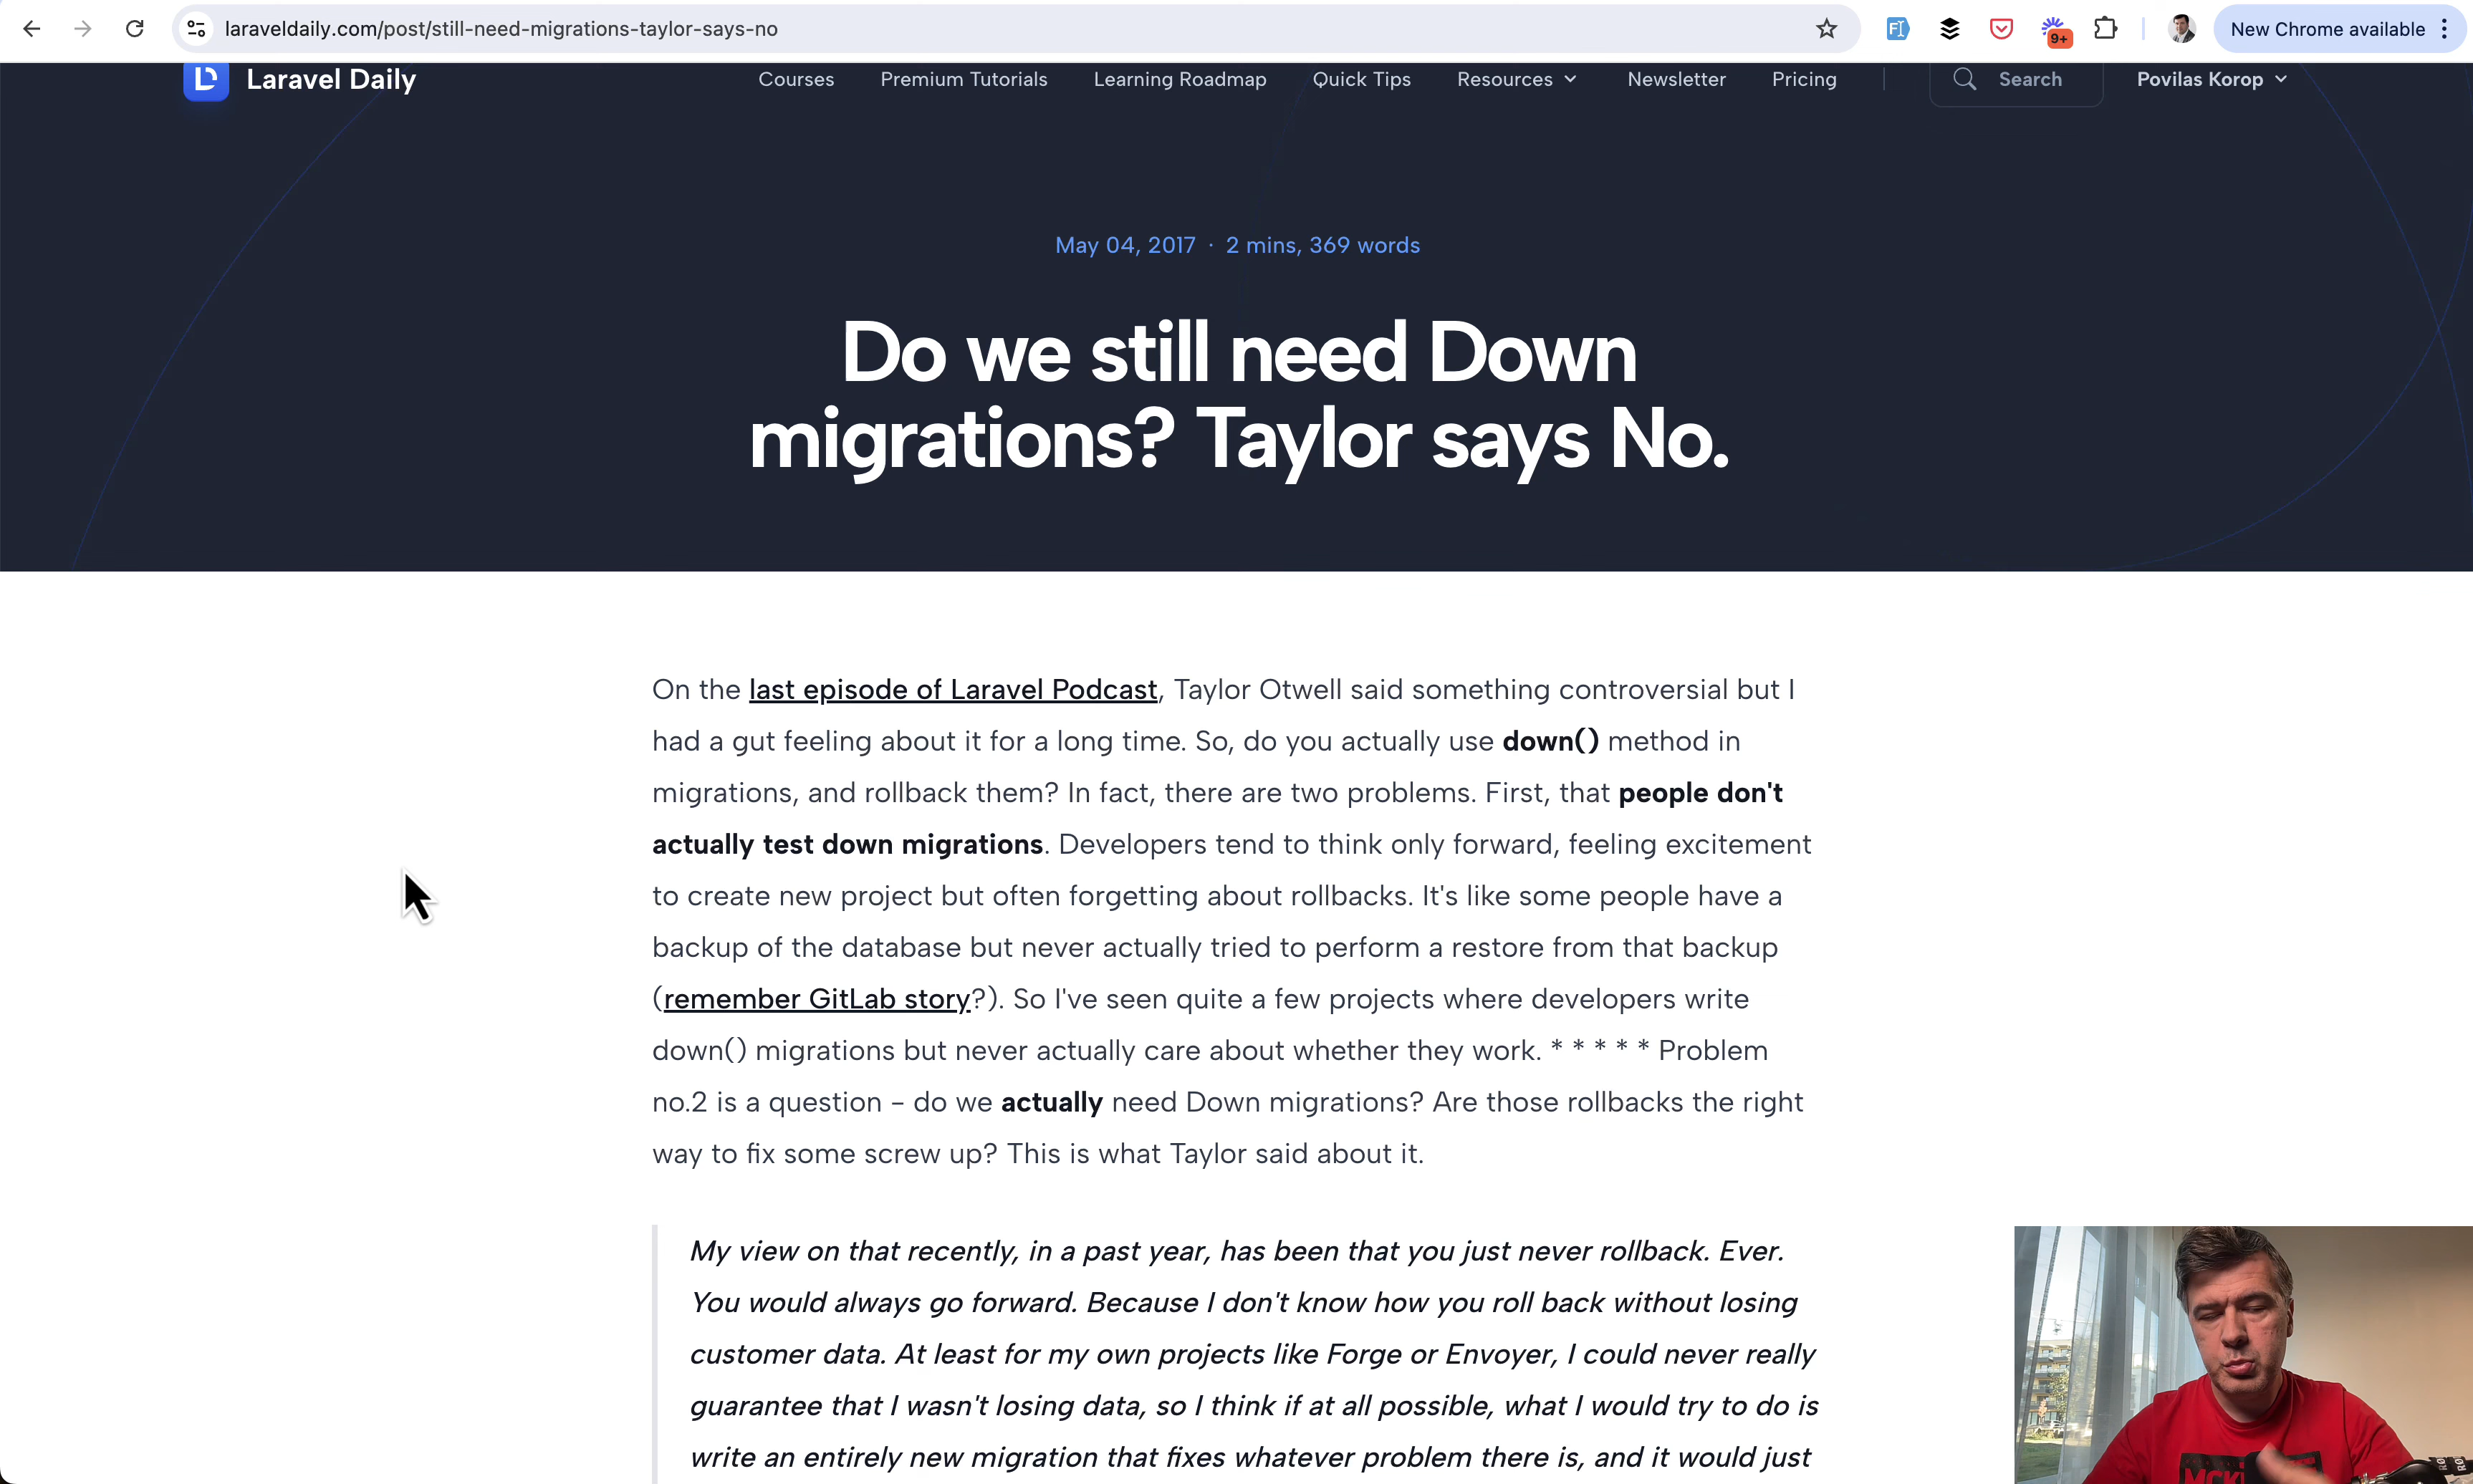 laraveldaily.com/post/still-need-migrations-taylor-says-no
9+
New Chrome available
Laravel Daily
Courses
Premium Tutorials
Learning Roadmap
Quick Tips
Resources
Newsletter
Pricing
Search
Povilas Korop
May 04, 2017 · 2 mins, 369 words
Do we still need Down
migrations? Taylor says No.
On the last episode of Laravel Podcast, Taylor Otwell said something controversial but I
had a gut feeling about it for a long time. So, do you actually use down() method in
migrations, and rollback them? In fact, there are two problems. First, that people don't
actually test down migrations. Developers tend to think only forward, feeling excitement
to create new project but often forgetting about rollbacks. It's like some people have a
backup of the database but never actually tried to perform a restore from that backup
(remember GitLab story?). So I've seen quite a few projects where developers write
down() migrations but never actually care about whether they work. * * * * * Problem
no.2 is a question – do we actually need Down migrations? Are those rollbacks the right
way to fix some screw up? This is what Taylor said about it.
My view on that recently, in a past year, has been that you just never rollback. Ever.
You would always go forward. Because I don't know how you roll back without losing
customer data. At least for my own projects like Forge or Envoyer, I could never really
guarantee that I wasn't losing data, so I think if at all possible, what I would try to do is
write an entirely new migration that fixes whatever problem there is, and it would just